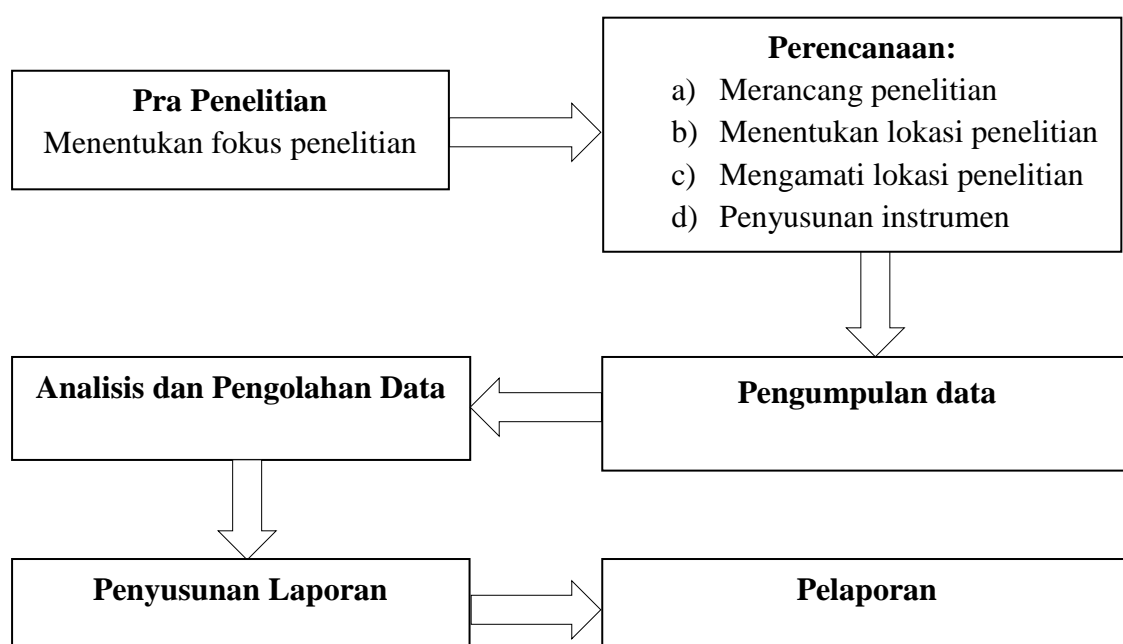 Pra Penelitian
Menentukan fokus penelitian
Perencanaan:
a) Merancang penelitian
b) Menentukan lokasi penelitian
c) Mengamati lokasi penelitian
d) Penyusunan instrumen
Pengumpulan data
Analisis dan Pengolahan Data
Penyusunan Laporan
Pelaporan